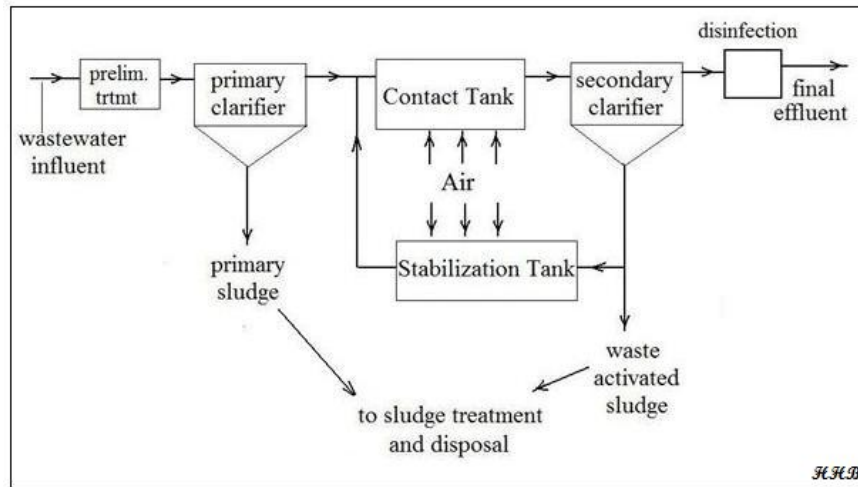 disinfection
prelim.
trtmt
primary
clarifier
Contact Tank
secondary
clarifier
final
effluent
wastewater
influent
Air
Stabilization Tank
primary
sludge
waste
activated
sludge
to sludge treatment
and disposal
ℋℋℬ